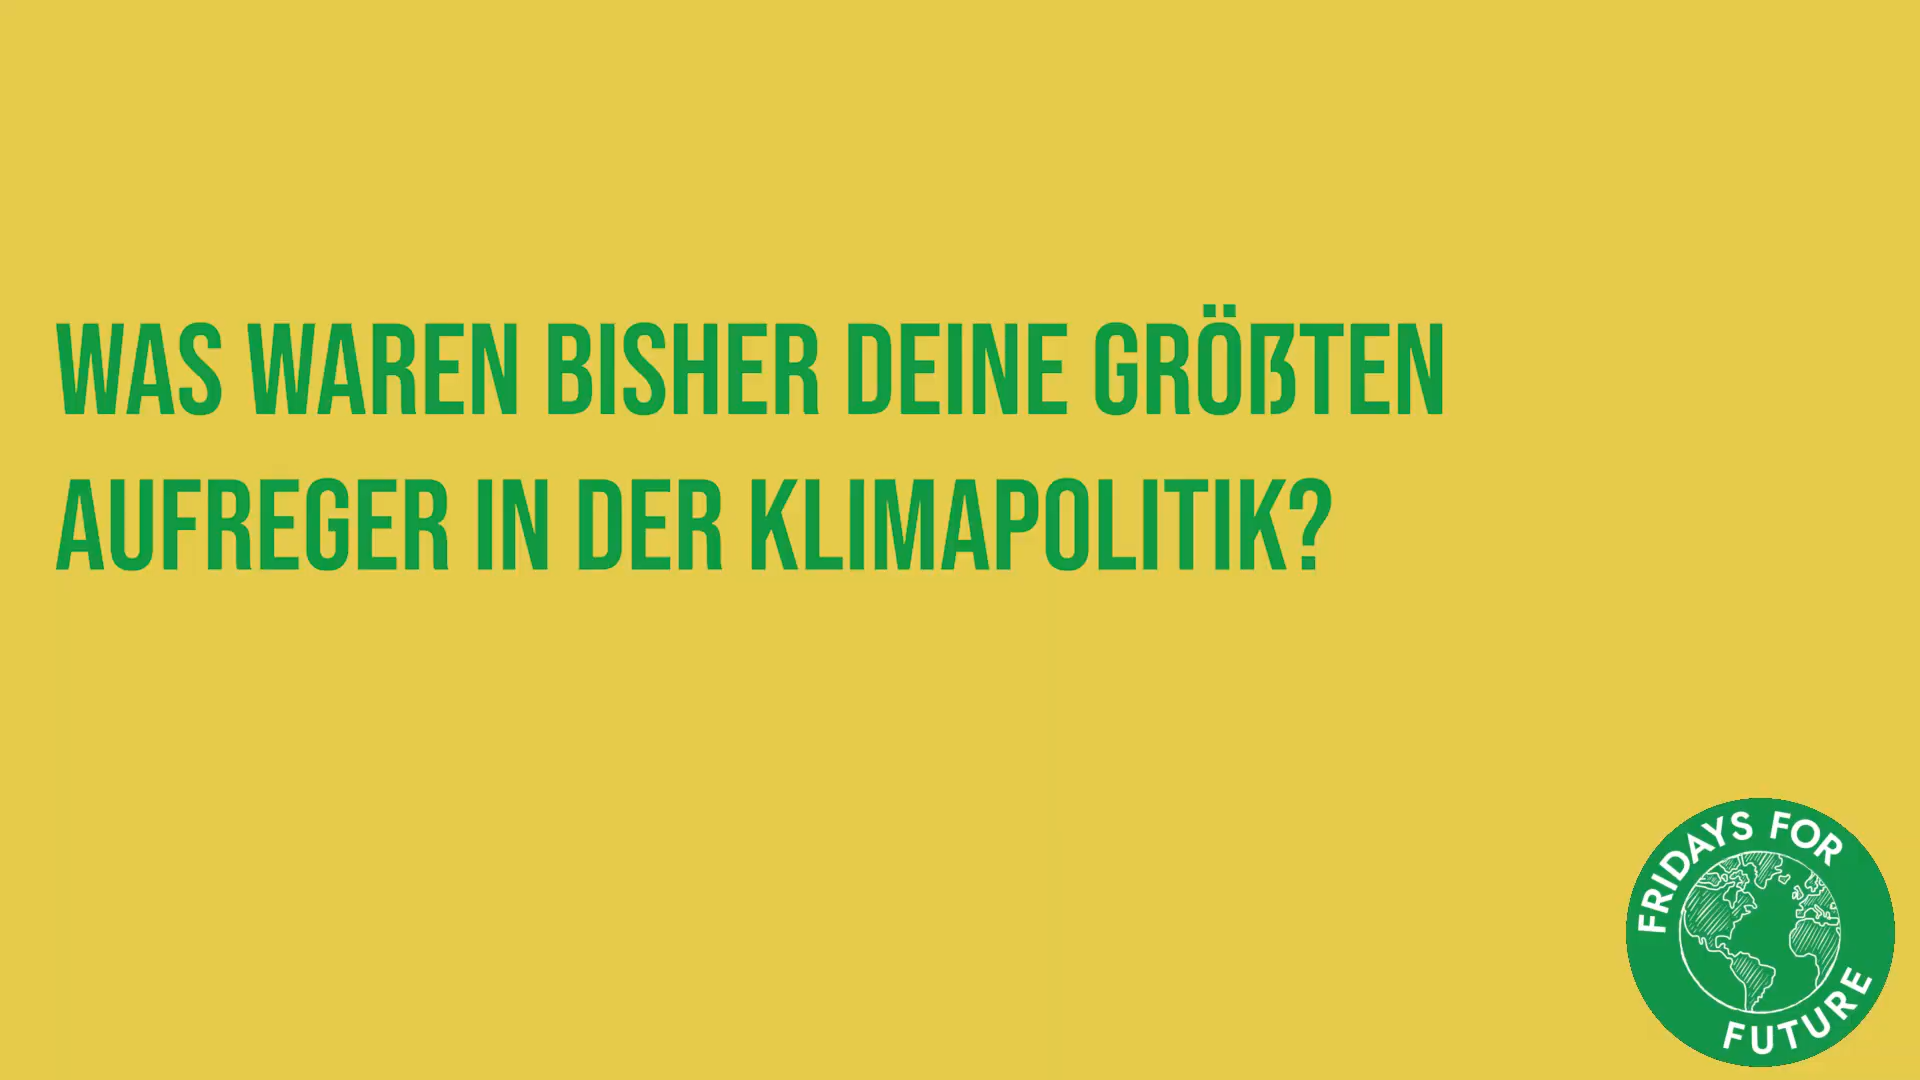 WAS WAREN BISHER DEINE GRÖẞTEN
AUFREGER IN DER KLIMAPOLITIK?
FRIDAYS FOR
FUTURE